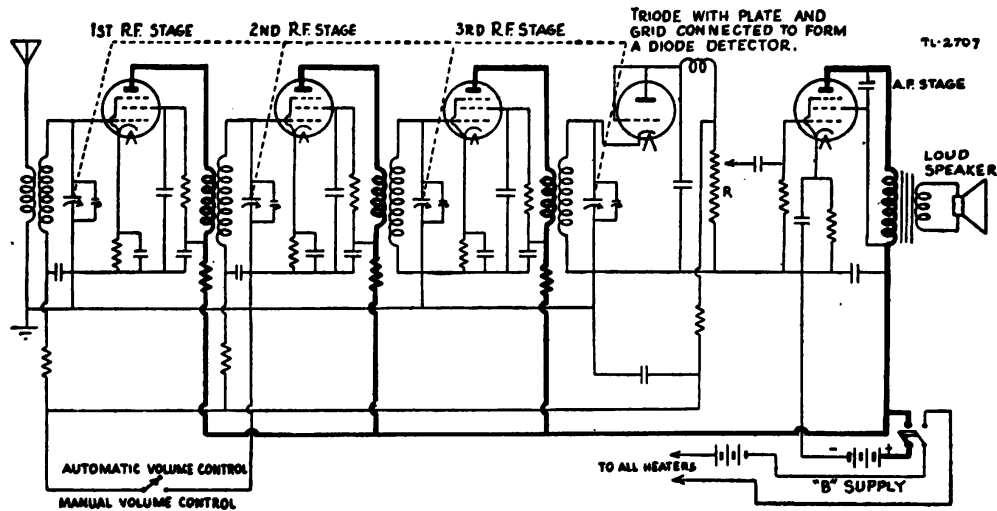 1ST R.F. STAGE
2ND R.F. STAGE
3RD R.F. STAGE
TRIODE WITH PLATE AND
GRID CONNECTED TO FORM
A DIODE DETECTOR.
TL-2707
A.F. STAGE
LOUD
SPEAKER
R
AUTOMATIC VOLUME CONTROL
MANUAL VOLUME CONTROL
TO ALL HEATERS
- +
"B" SUPPLY